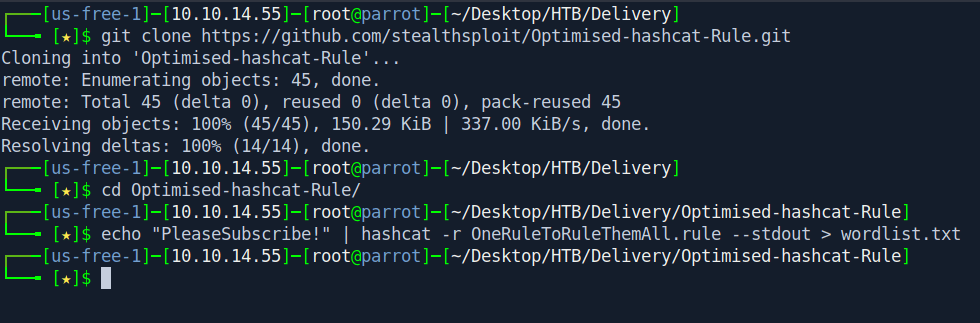 ┌──[us-free-1]─[10.10.14.55]─[root@parrot]─[~/Desktop/HTB/Delivery]
└──╼ [★]$ git clone https://github.com/stealthsploit/Optimised-hashcat-Rule.git
Cloning into 'Optimised-hashcat-Rule'...
remote: Enumerating objects: 45, done.
remote: Total 45 (delta 0), reused 0 (delta 0), pack-reused 45
Receiving objects: 100% (45/45), 150.29 KiB | 337.00 KiB/s, done.
Resolving deltas: 100% (14/14), done.
┌──[us-free-1]─[10.10.14.55]─[root@parrot]─[~/Desktop/HTB/Delivery]
└──╼ [★]$ cd Optimised-hashcat-Rule/
┌──[us-free-1]─[10.10.14.55]─[root@parrot]─[~/Desktop/HTB/Delivery/Optimised-hashcat-Rule]
└──╼ [★]$ echo "PleaseSubscribe!" | hashcat -r OneRuleToRuleThemAll.rule --stdout > wordlist.txt
┌──[us-free-1]─[10.10.14.55]─[root@parrot]─[~/Desktop/HTB/Delivery/Optimised-hashcat-Rule]
└──╼ [★]$